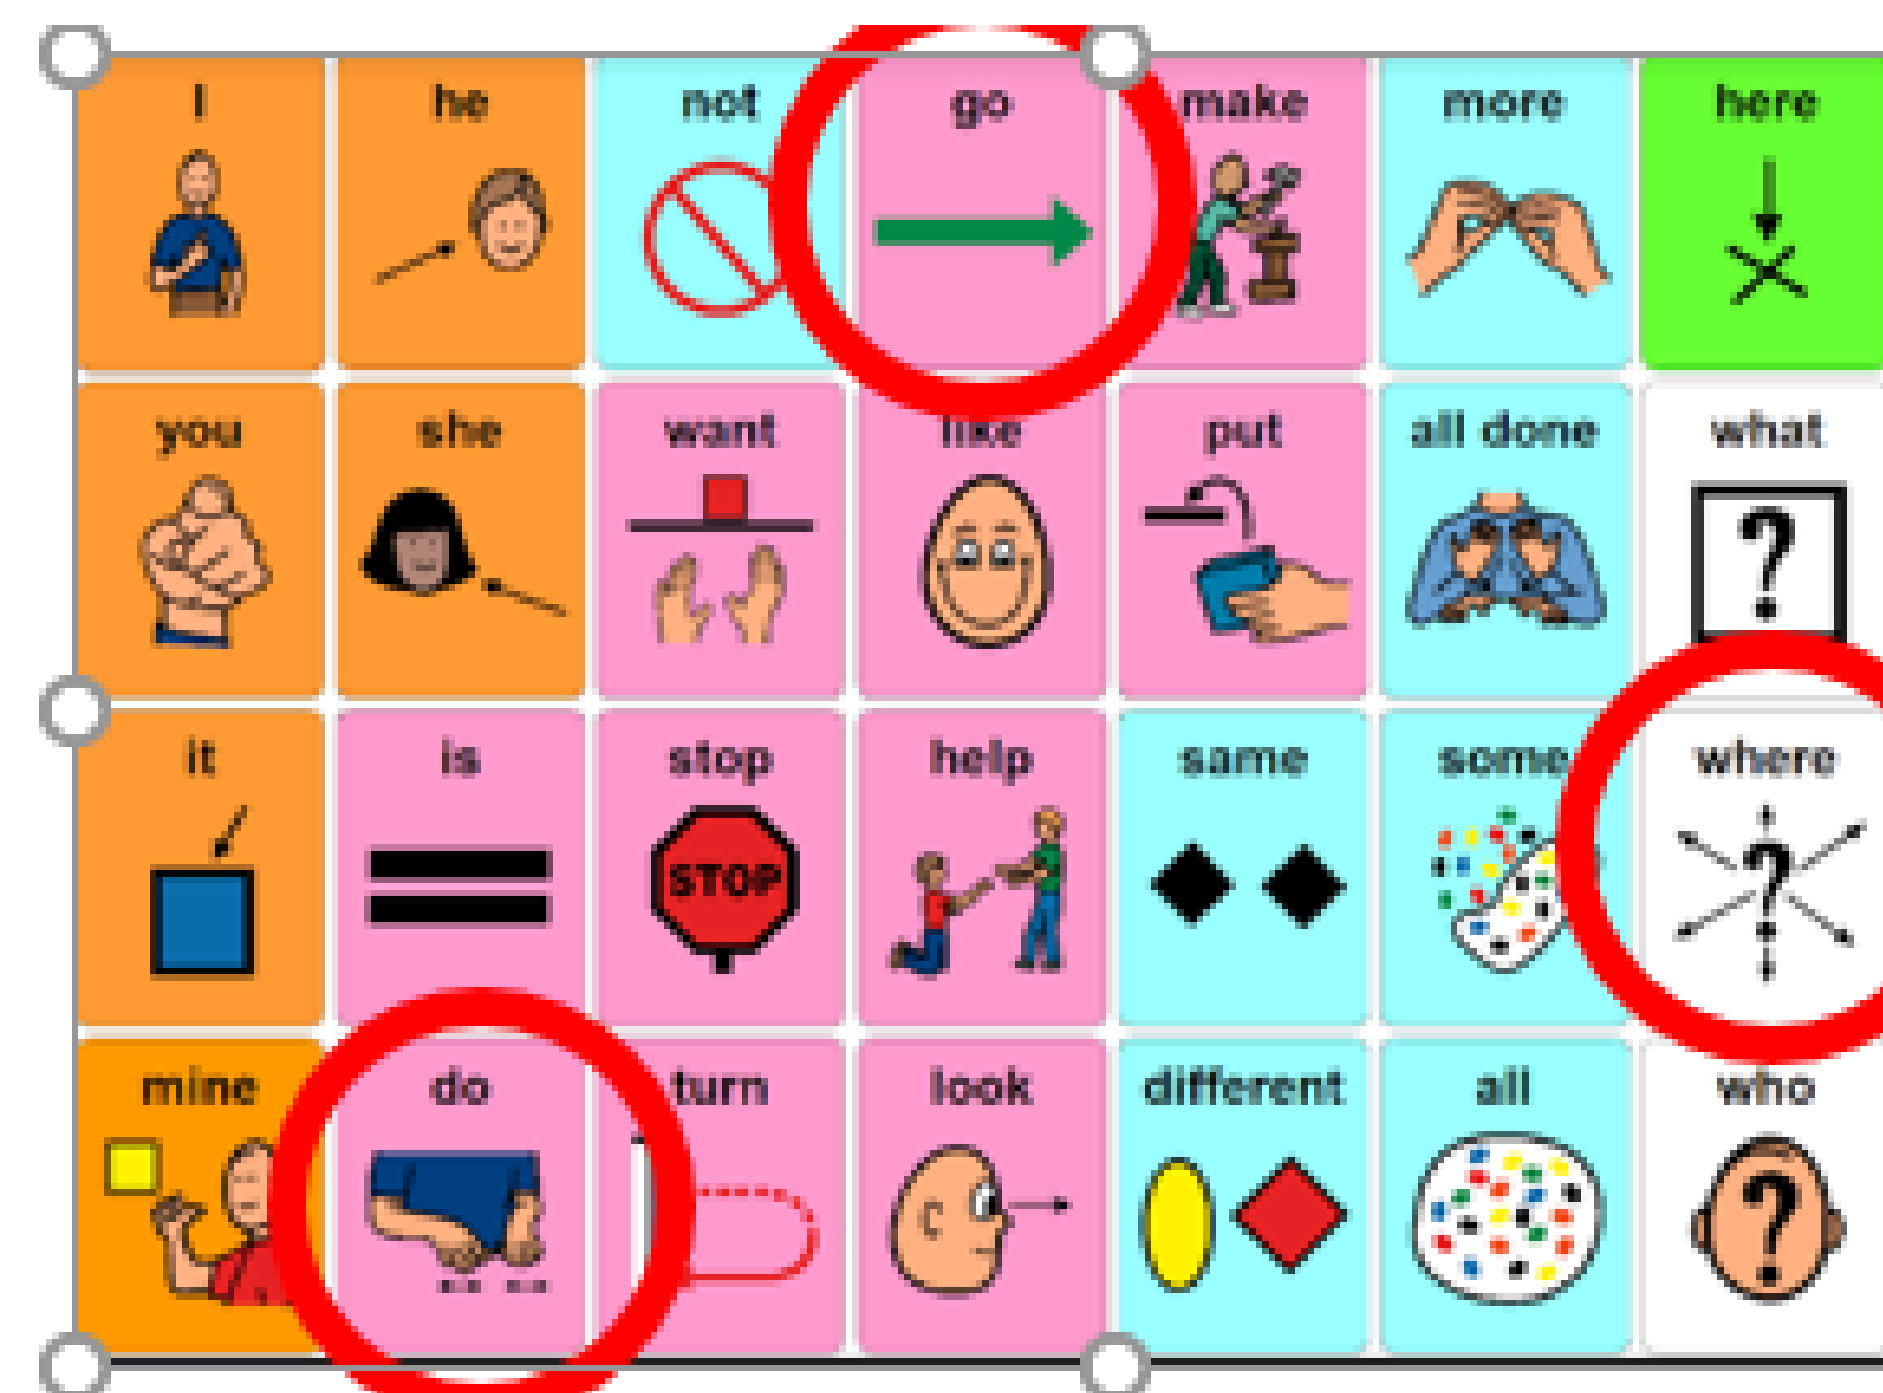 I he not go make more here
you she want like put all done what
it is stop help same some where
STOP
mine do turn look different all who